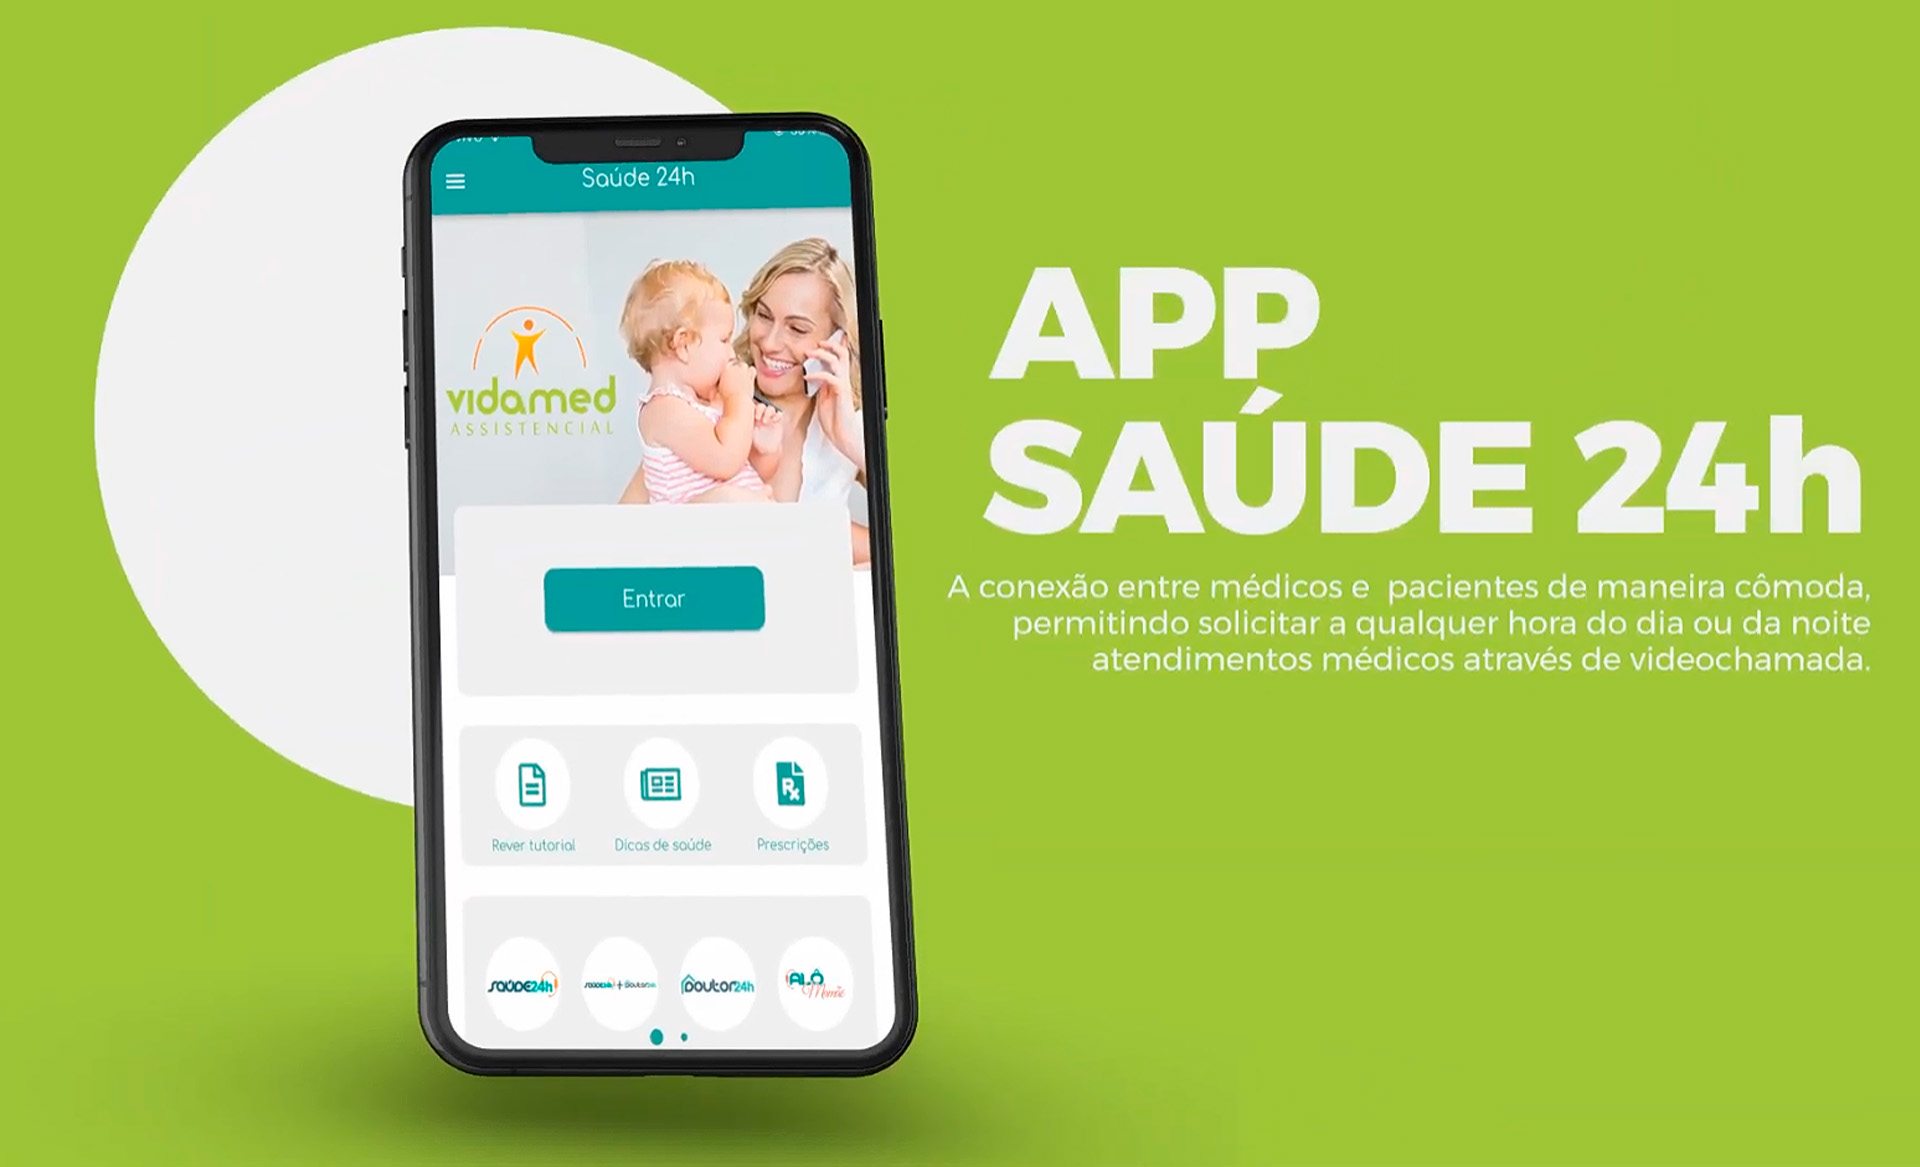 Saúde 24h
vidamed
ASSISTENCIAL
Entrar
Rever tutorial
Dicas de saúde
Prescrições
SAÚDE24h
SAÚDE24h + Doutor24h
Doutor24h
ALÔ
Mamãe
APP
SAÚDE 24h
A conexão entre médicos e pacientes de maneira cômoda,
permitindo solicitar a qualquer hora do dia ou da noite
atendimentos médicos através de videochamada.